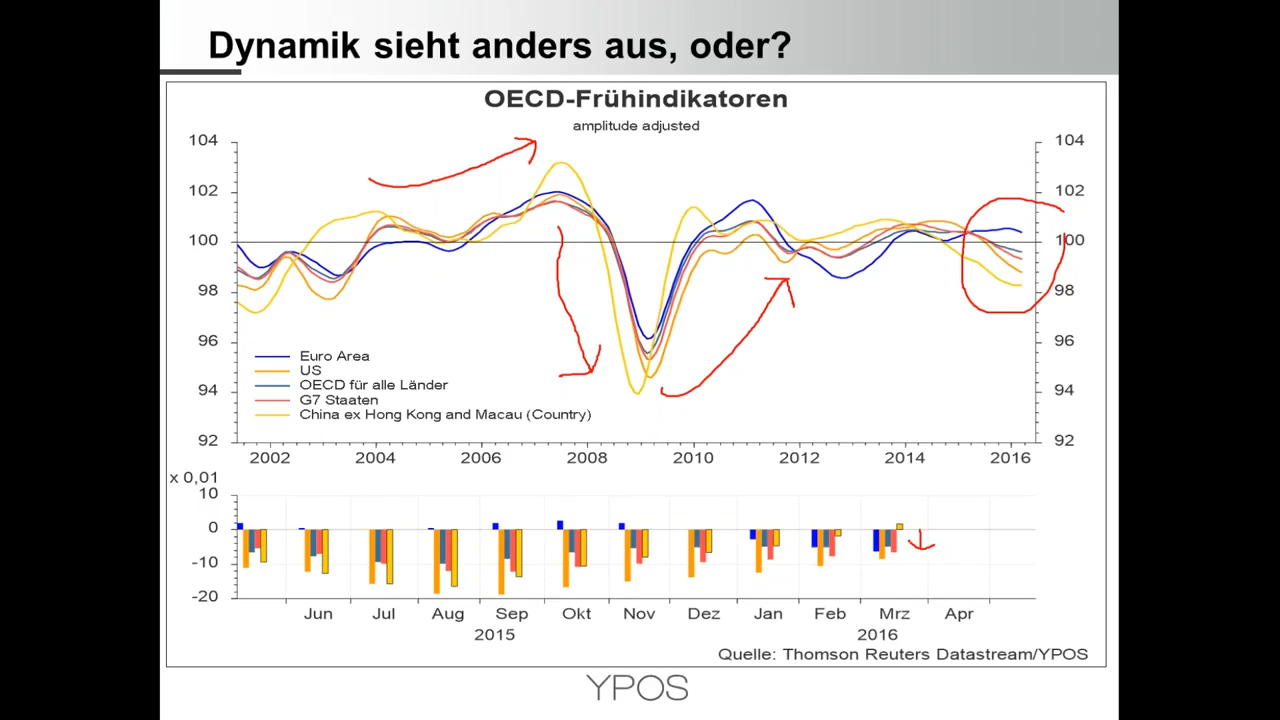 Dynamik sieht anders aus, oder?
OECD-Frühindikatoren
amplitude adjusted
104 104
102 102
100 100
98 98
96 96
94 94
92 92
Euro Area
US
OECD für alle Länder
G7 Staaten
China ex Hong Kong and Macau (Country)
2002 2004 2006 2008 2010 2012 2014 2016
x 0,01
10
0
-10
-20
Jun Jul Aug Sep Okt Nov Dez Jan Feb Mrz Apr
2015 2016
Quelle: Thomson Reuters Datastream/YPOS
YPOS